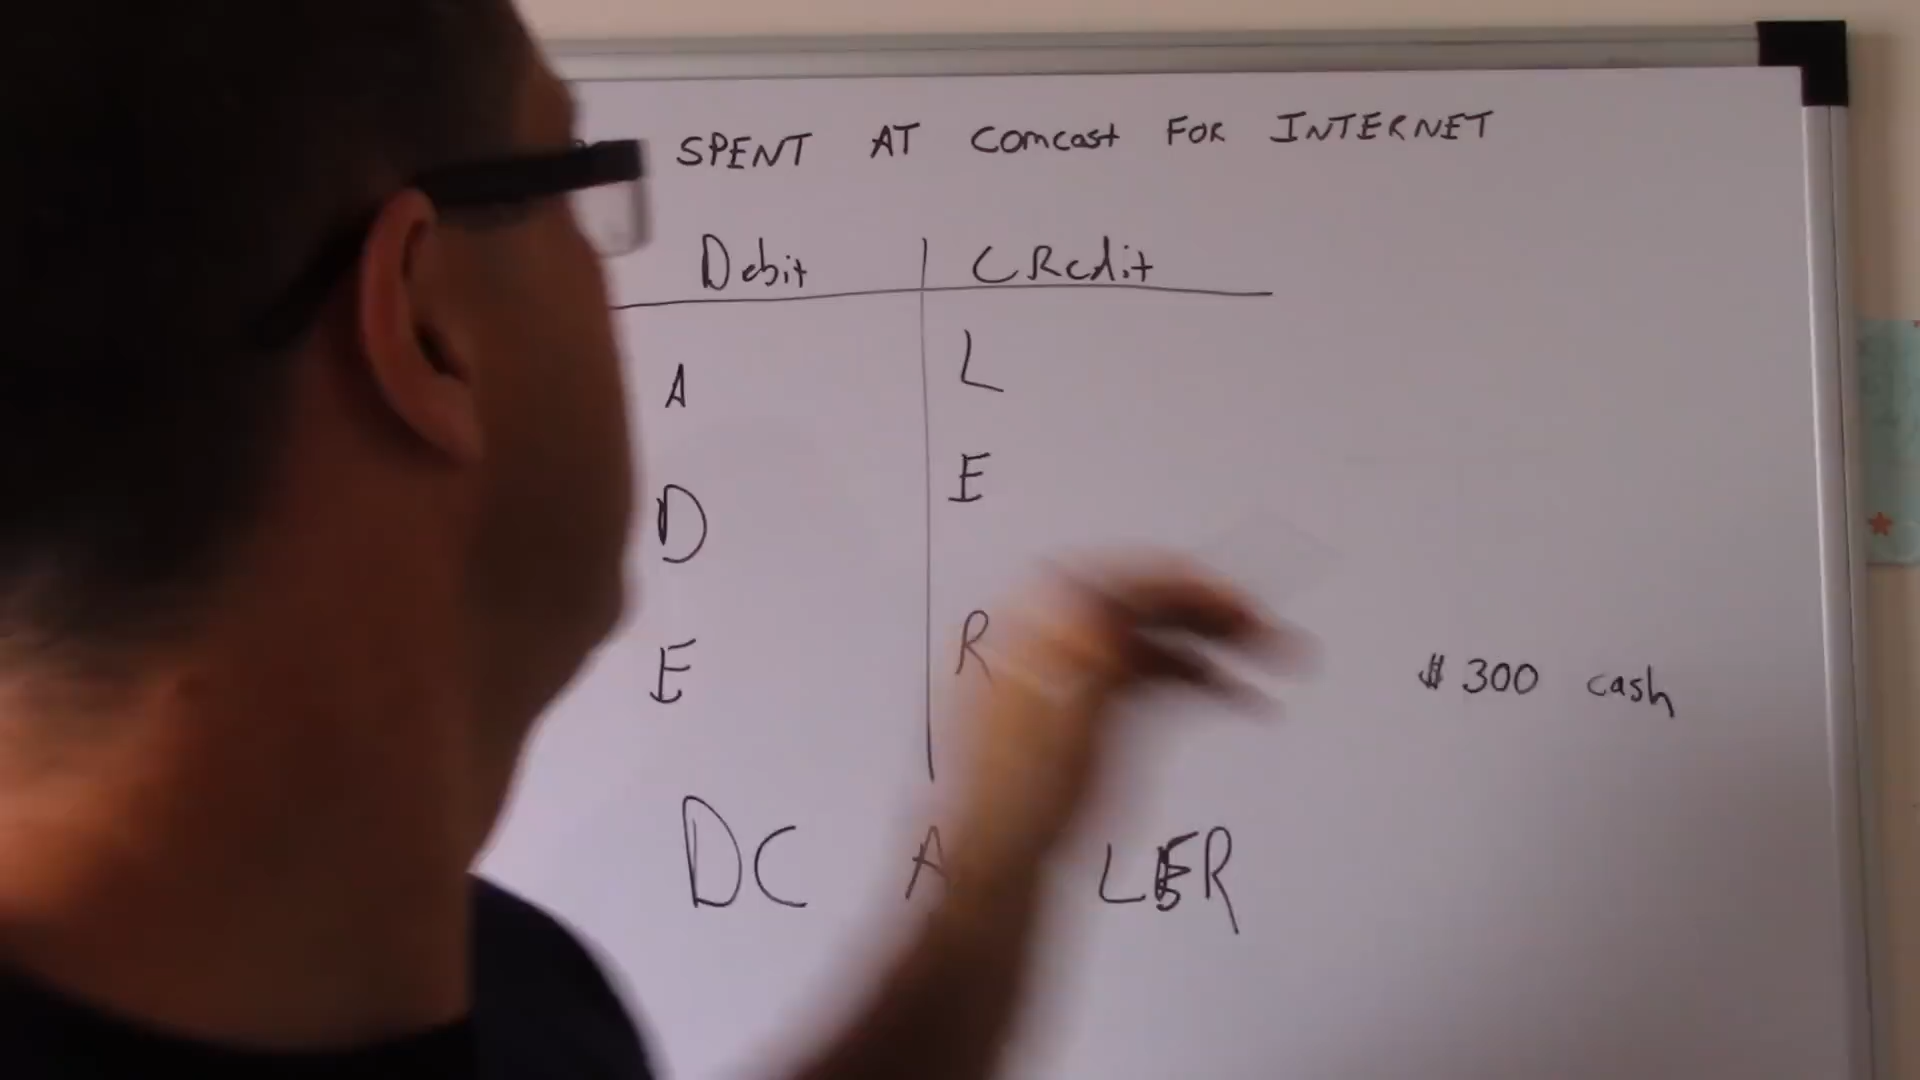 SPENT AT Comcast FOR INTERNET
Debit CRedit
A L
D E
E R
$300 cash
DC A LER